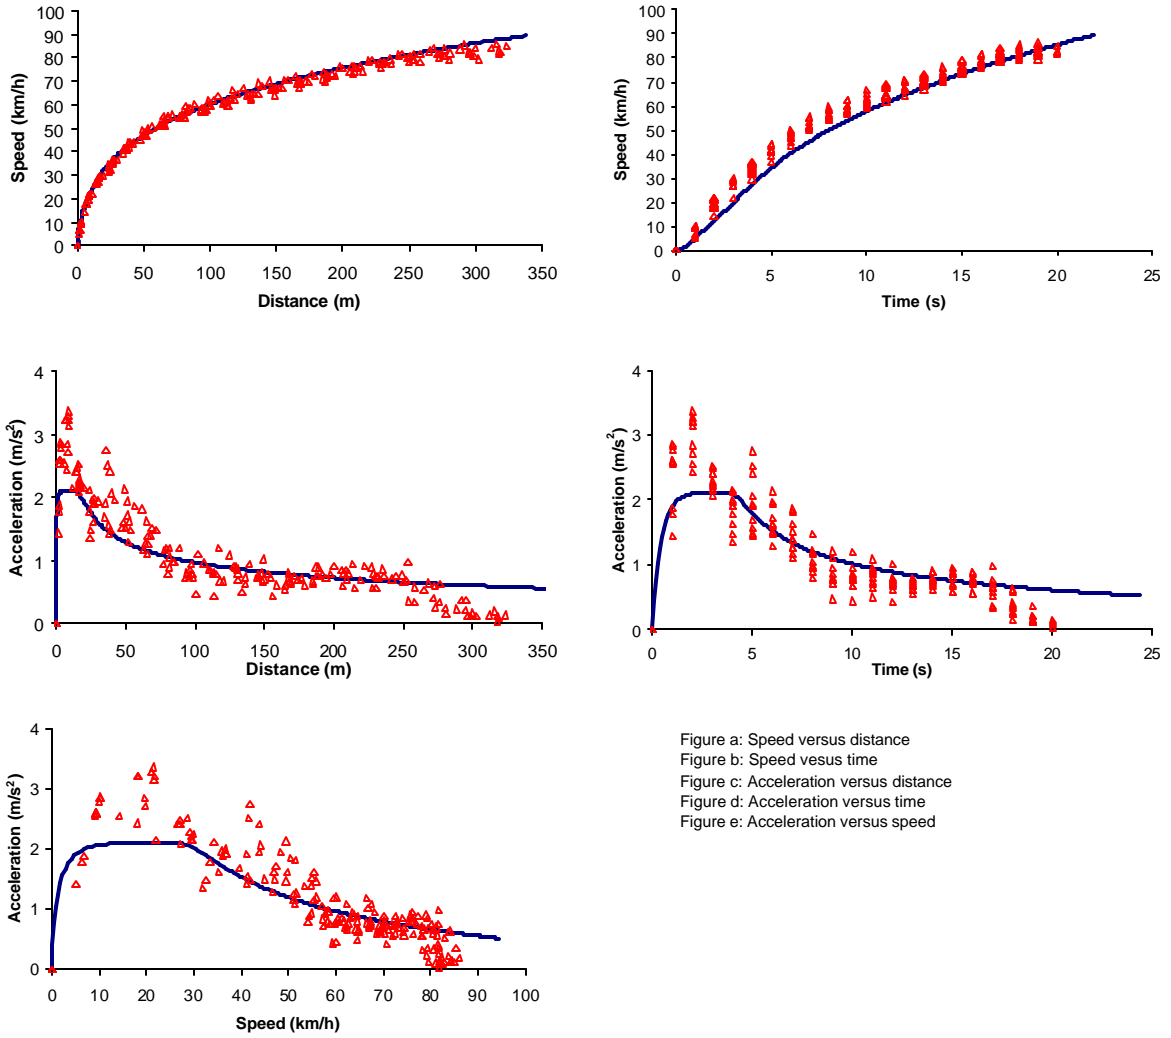 100
90
80
70
60
50
40
30
20
10
0
Speed (km/h)
0 50 100 150 200 250 300 350
Distance (m)
100
90
80
70
60
50
40
30
20
10
0
Speed (km/h)
0 5 10 15 20 25
Time (s)
4
3
2
1
0
Acceleration (m/s²)
0 50 100 150 200 250 300 350
Distance (m)
4
3
2
1
0
Acceleration (m/s²)
0 5 10 15 20 25
Time (s)
4
3
2
1
0
Acceleration (m/s²)
0 10 20 30 40 50 60 70 80 90 100
Speed (km/h)
Figure a: Speed versus distance
Figure b: Speed vesus time
Figure c: Acceleration versus distance
Figure d: Acceleration versus time
Figure e: Acceleration versus speed